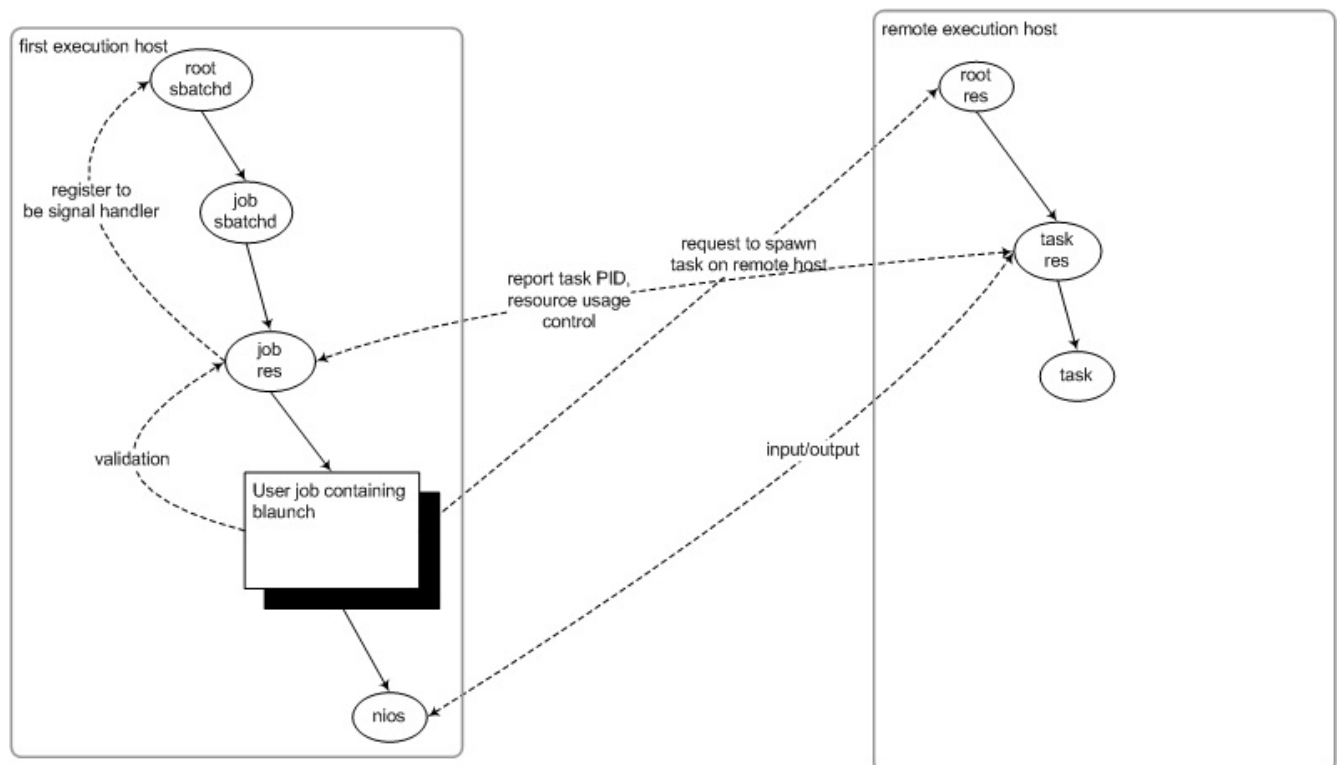 first execution host
root
sbatchd
register to
be signal handler
job
sbatchd
job
res
validation
User job containing
blaunch
nios
report task PID,
resource usage
control
request to spawn
task on remote host
input/output
remote execution host
root
res
task
res
task